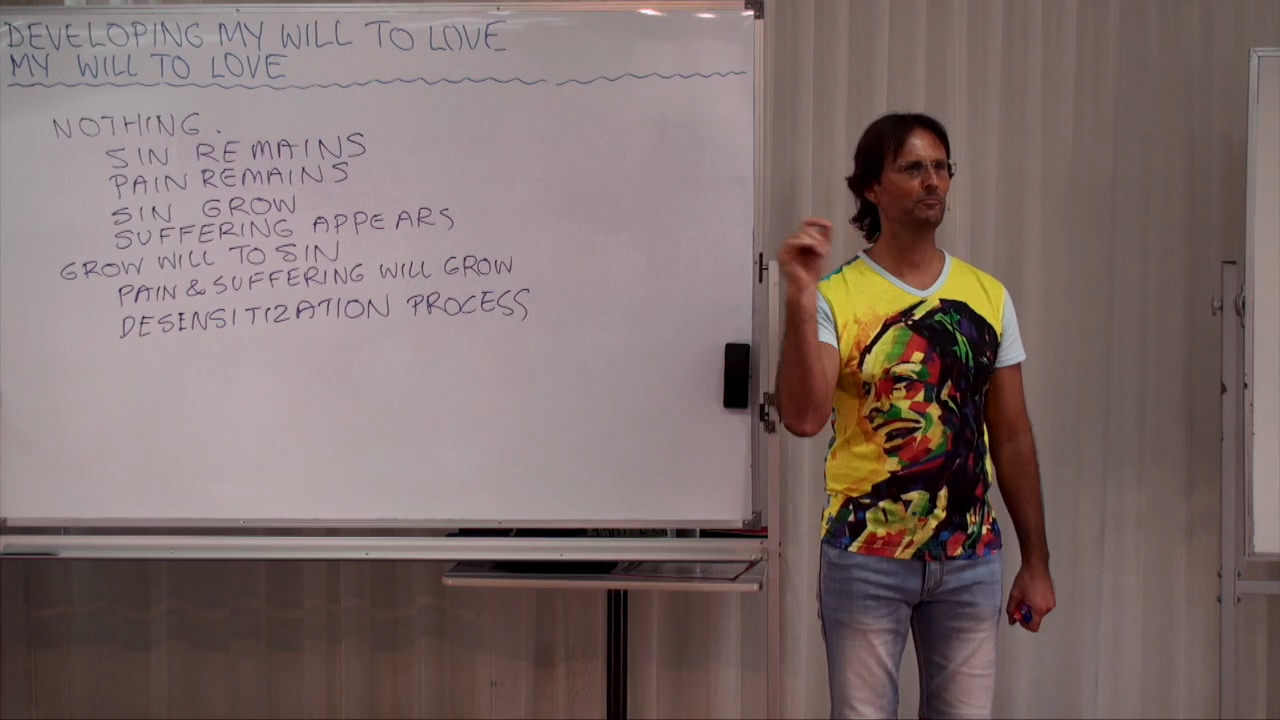 DEVELOPING MY WILL TO LOVE
MY WILL TO LOVE
NOTHING.
SIN REMAINS
PAIN REMAINS
SIN GROW
SUFFERING APPEARS
GROW WILL TO SIN
PAIN & SUFFERING WILL GROW
DESENSITIZATION PROCESS